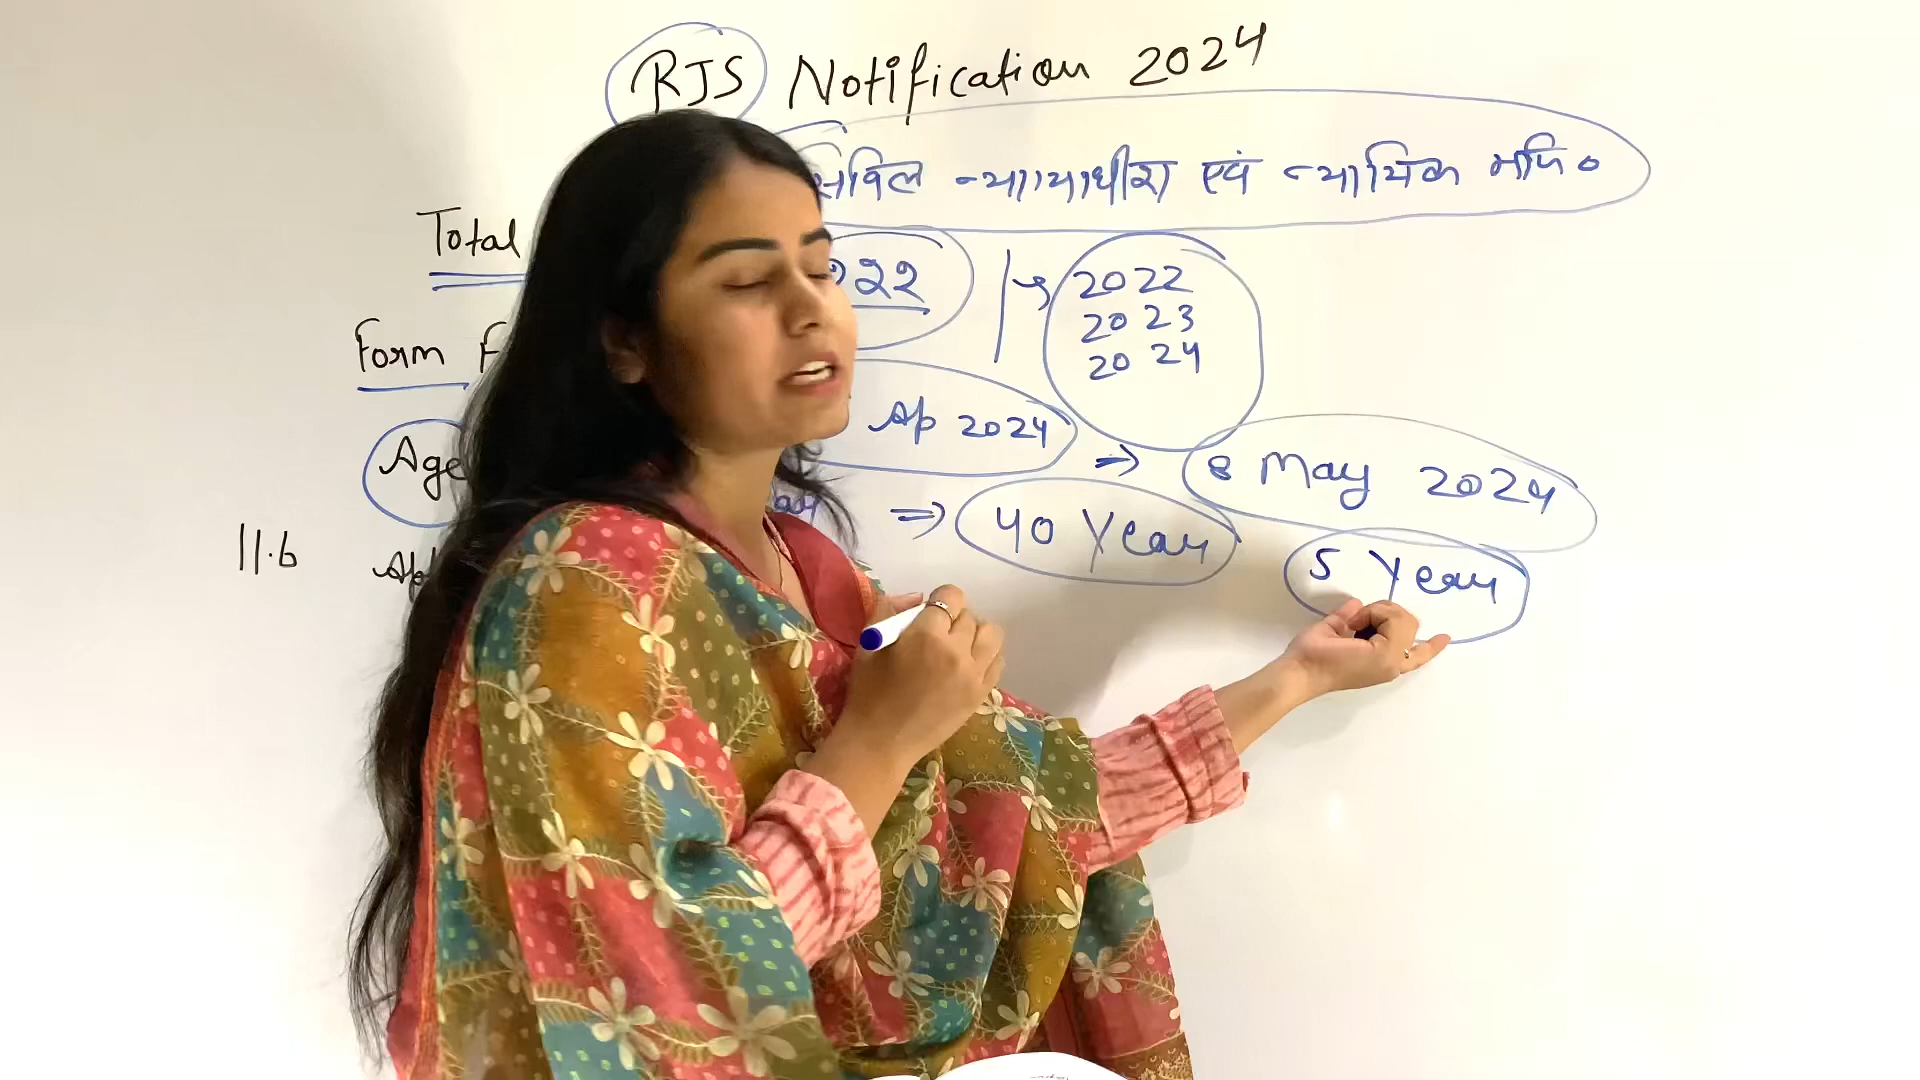 RJS Notification 2024
सिविल न्यायाधीश एवं न्यायिक मजि०
Total २२२ 2022
2023
Form F 2024
Age Ap 2024 ⇒ 8 May 2024
⇒ 40 Year
11.6 5 Year